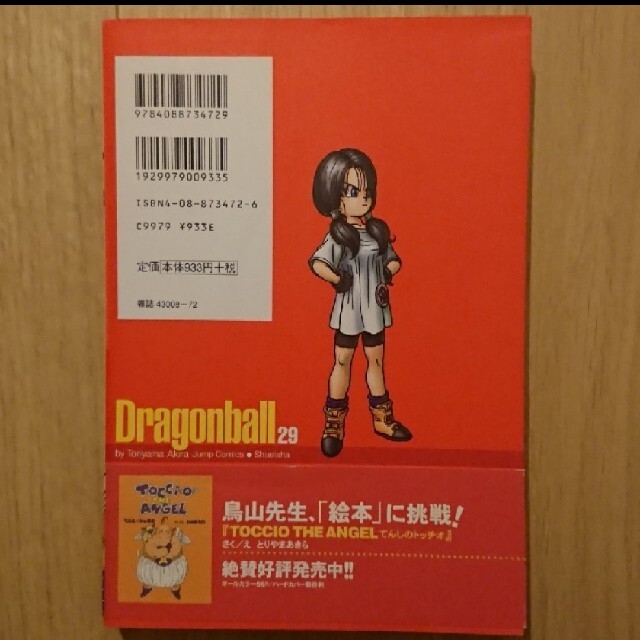 9784088734729
1929979009335
ISBN4-08-873472-6
C9979 ¥933E
定価 本体933円+税
雑誌 43008-72
Dragonball 29
by Toriyama Akira Jump Comics ● Shueisha
TOCCIO
ANGEL
鳥山先生、「絵本」に挑戦!
『TOCCIO THE ANGEL てんしのトッチオ』
さく/え とりやまあきら
絶賛好評発売中!!